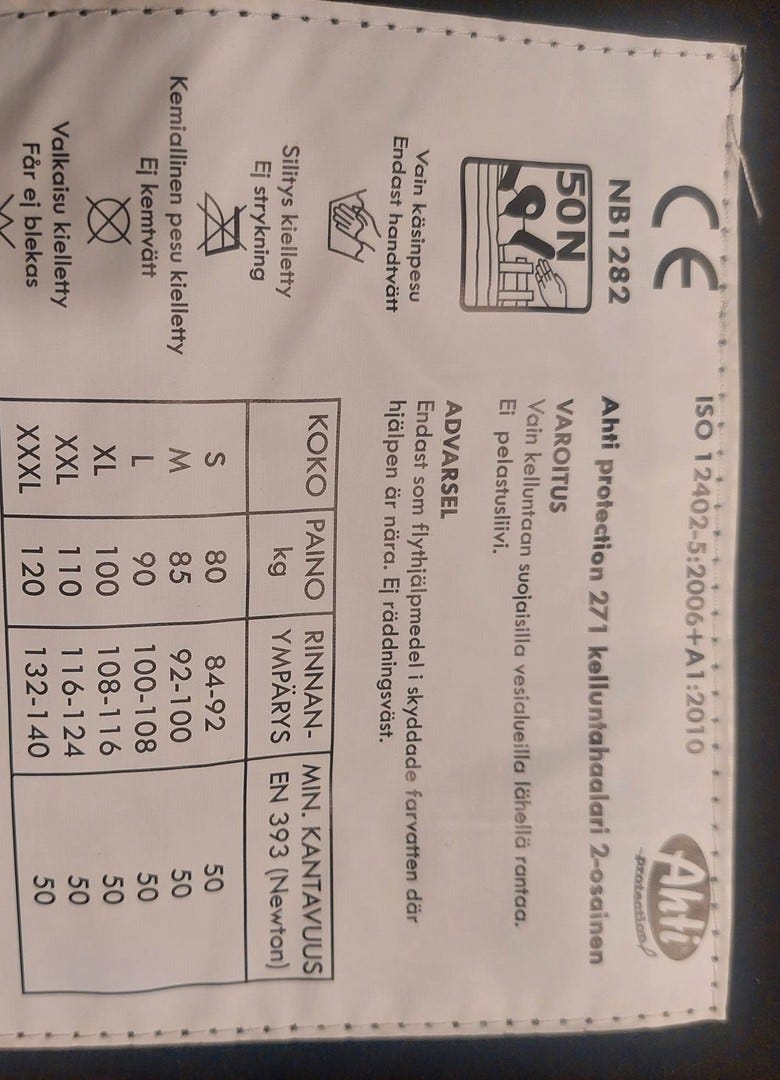 CE
NB1282
ISO 12402-5:2006+A1:2010
Ahti
protection
50N
Ahti protection 271 kelluntahaalari 2-osainen
VAROITUS
Vain kelluntaan suojaisilla vesialueilla lähellä rantaa.
Ei pelastusliivi.
ADVARSEL
Endast som flythjälpmedel i skyddade farvatten där
hjälpen är nära. Ej räddningsväst.
Vain käsinpesu
Endast handtvätt
Silitys kielletty
Ej strykning
Kemiallinen pesu kielletty
Ej kemtvätt
Valkaisu kielletty
Får ej blekas
KOKO PAINO RINNAN- MIN. KANTAVUUS
kg YMPÄRYS EN 393 (Newton)
S 80 84-92 50
M 85 92-100 50
L 90 100-108 50
XL 100 108-116 50
XXL 110 116-124 50
XXXL 120 132-140 50